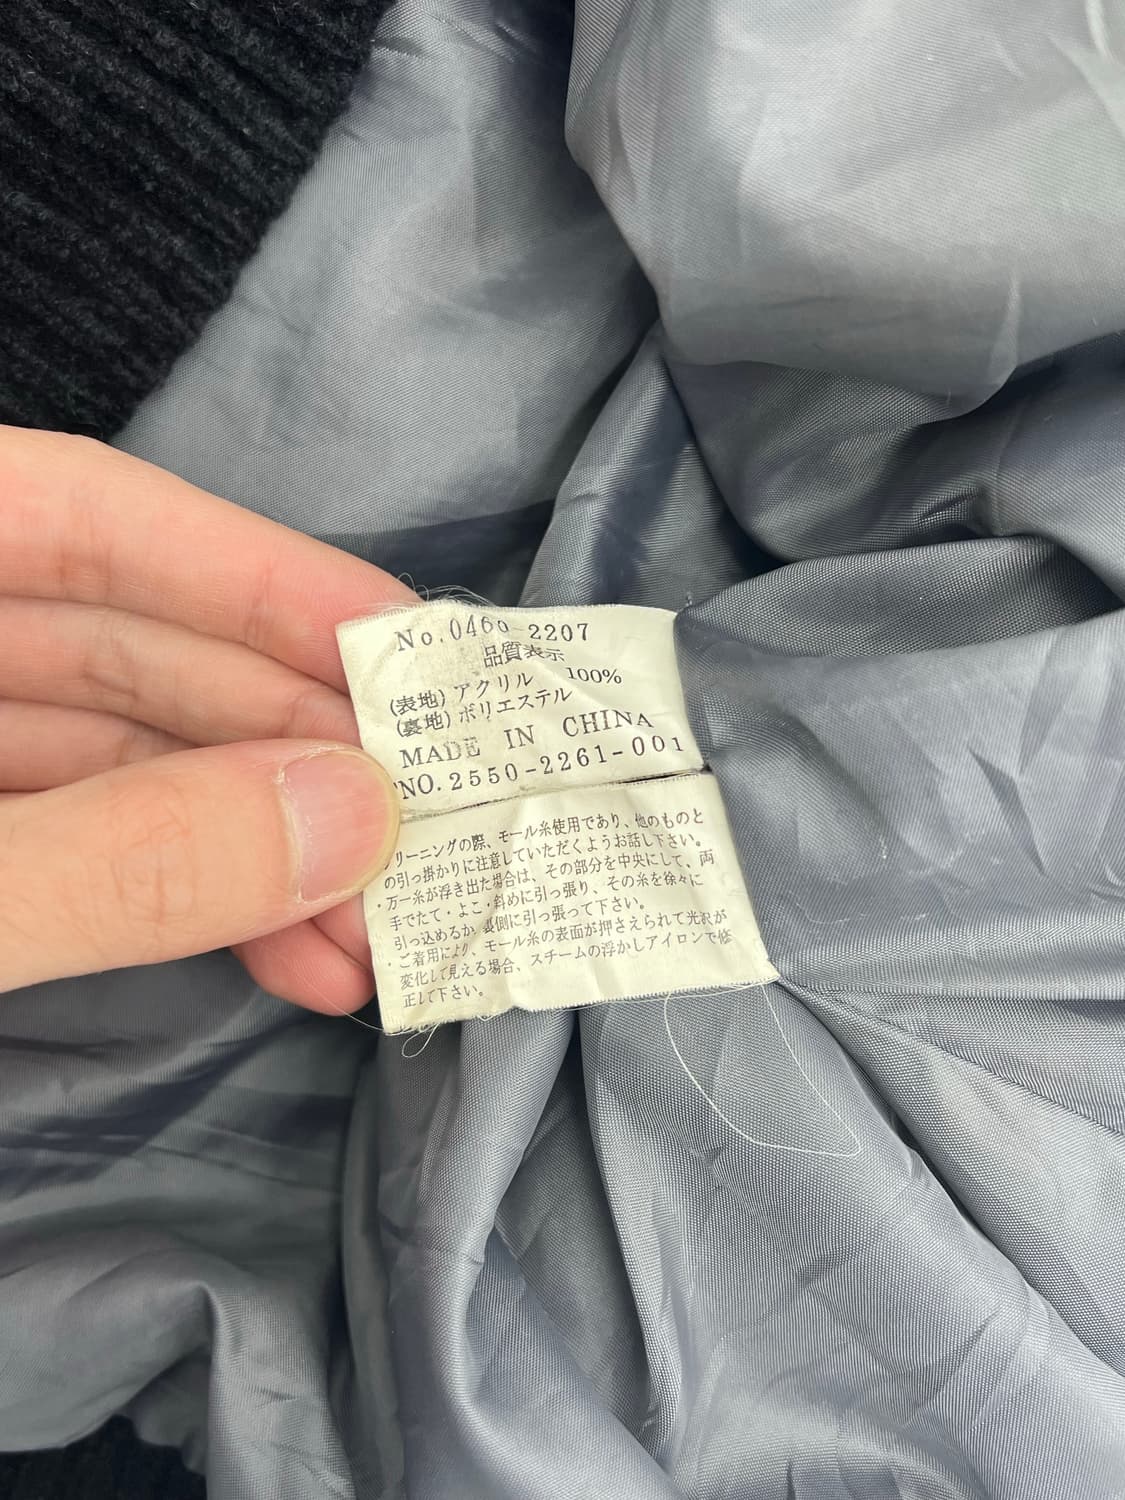 No.0460-2207
品質表示
(表地) アクリル 100%
(裏地) ポリエステル
MADE IN CHINA
NO.2550-2261-001
リーニングの際、モール糸使用であり、他のものと
の引っ掛かりに注意していただくようお話し下さい。
・万一糸が浮き出た場合は、その部分を中央にして、両
手でたて・よこ・斜めに引っ張り、その糸を徐々に
引っ込めるか裏側に引っ張って下さい。
・ご着用により、モール糸の表面が押さえられて光沢が
変化して見える場合、スチームの浮かしアイロンで修
正して下さい。